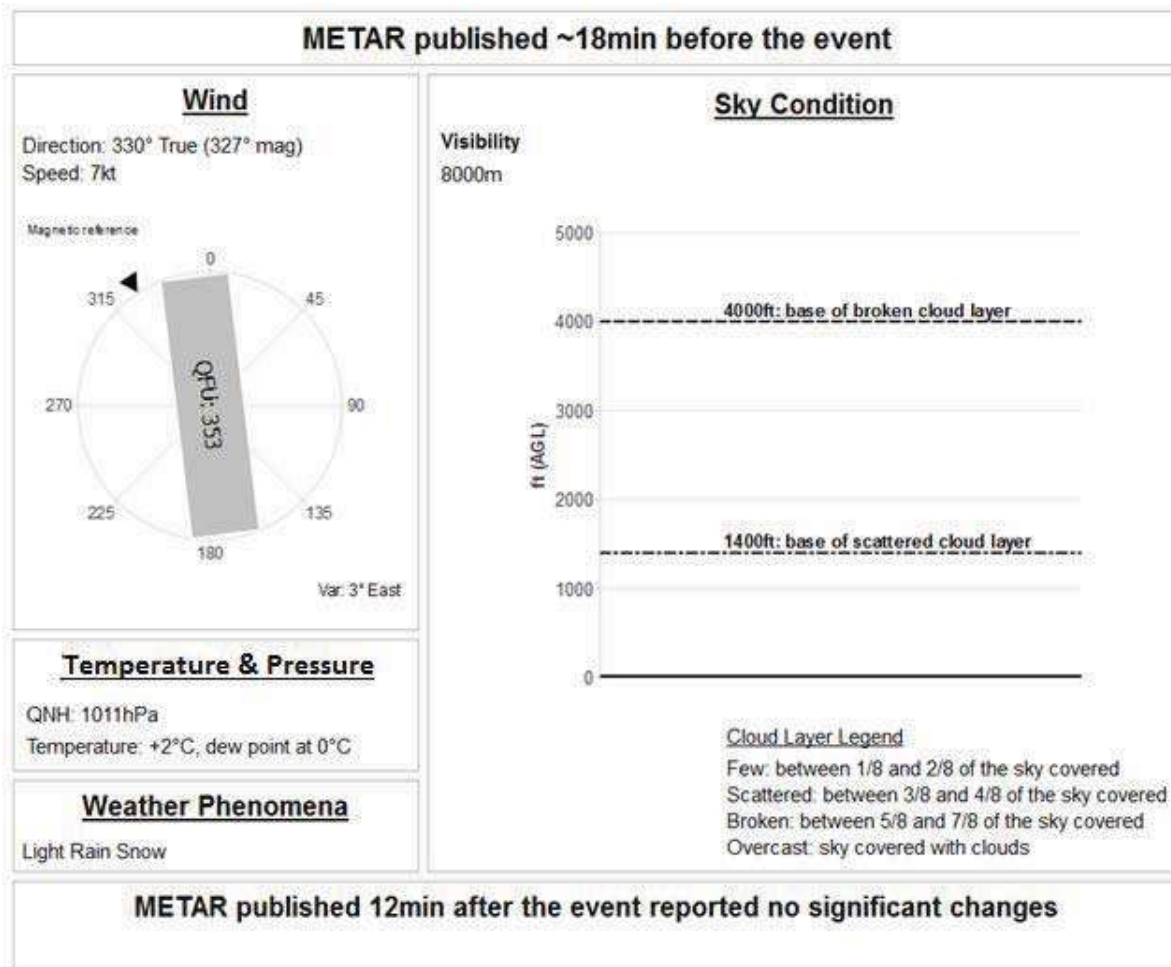 METAR published ~18min before the event
Wind
Direction: 330° True (327° mag)
Speed: 7kt
Magnetic reference
0
45
90
135
180
225
270
315
QFU: 353
Var: 3° East
Temperature & Pressure
QNH: 1011hPa
Temperature: +2°C, dew point at 0°C
Weather Phenomena
Light Rain Snow
Sky Condition
Visibility
8000m
ft (AGL)
5000
4000
3000
2000
1000
0
4000ft: base of broken cloud layer
1400ft: base of scattered cloud layer
Cloud Layer Legend
Few: between 1/8 and 2/8 of the sky covered
Scattered: between 3/8 and 4/8 of the sky covered
Broken: between 5/8 and 7/8 of the sky covered
Overcast: sky covered with clouds
METAR published 12min after the event reported no significant changes